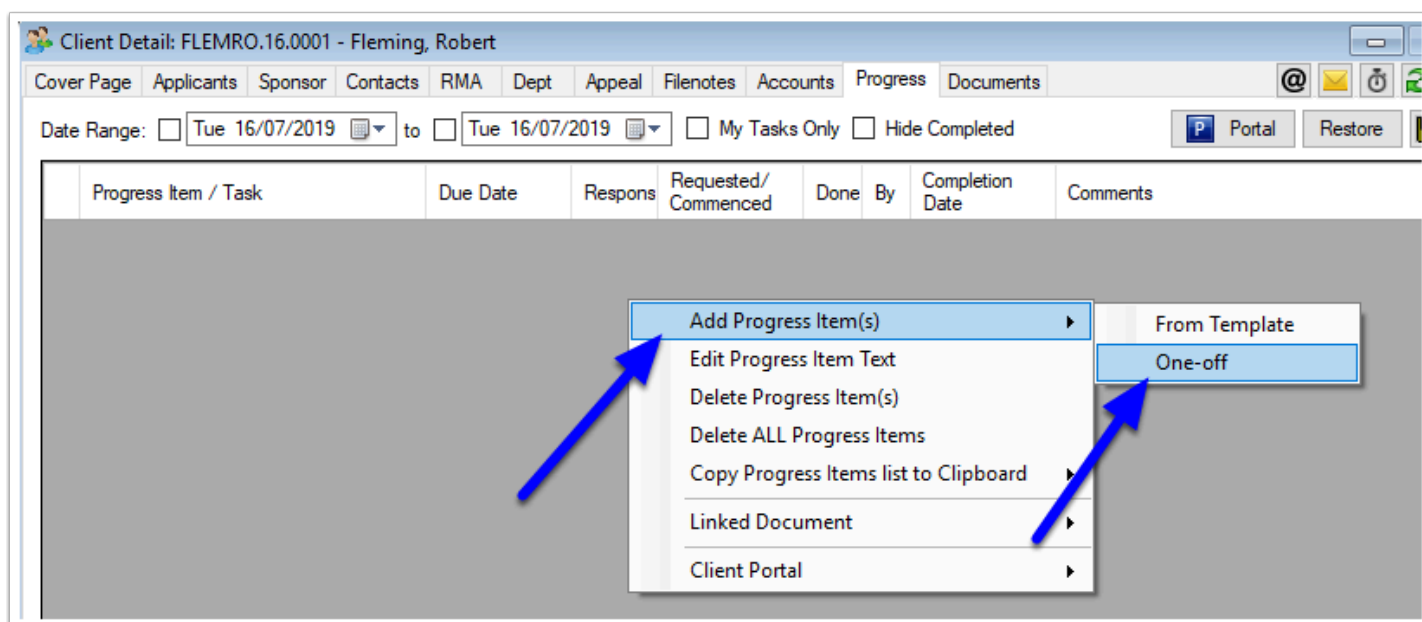 Client Detail: FLEMRO.16.0001 - Fleming, Robert
Cover Page Applicants Sponsor Contacts RMA Dept Appeal Filenotes Accounts Progress Documents @
Date Range: Tue 16/07/2019 to Tue 16/07/2019 My Tasks Only Hide Completed P Portal Restore
Progress Item / Task Due Date Respons Requested/ Commenced Done By Completion Date Comments
Add Progress Item(s)
From Template
Edit Progress Item Text
One-off
Delete Progress Item(s)
Delete ALL Progress Items
Copy Progress Items list to Clipboard
Linked Document
Client Portal